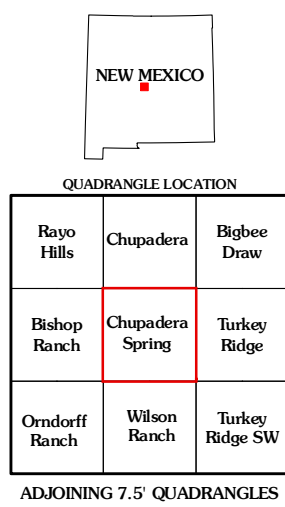 NEW MEXICO
QUADRANGLE LOCATION
Rayo
Hills
Chupadera
Bigbee
Draw
Bishop
Ranch
Chupadera
Spring
Turkey
Ridge
Orndorff
Ranch
Wilson
Ranch
Turkey
Ridge SW
ADJOINING 7.5' QUADRANGLES